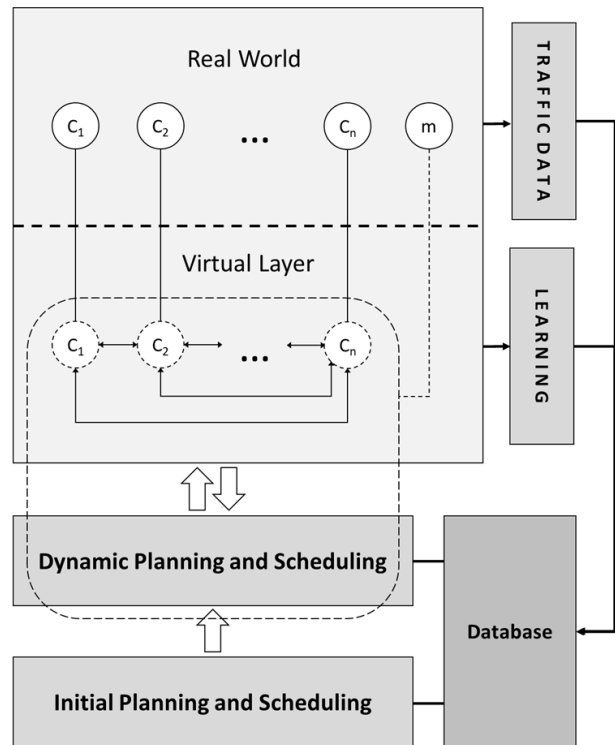 Real World
C1 C2 ... Cn m
TRAFFIC DATA
Virtual Layer
C1 C2 ... Cn
LEARNING
Dynamic Planning and Scheduling
Database
Initial Planning and Scheduling